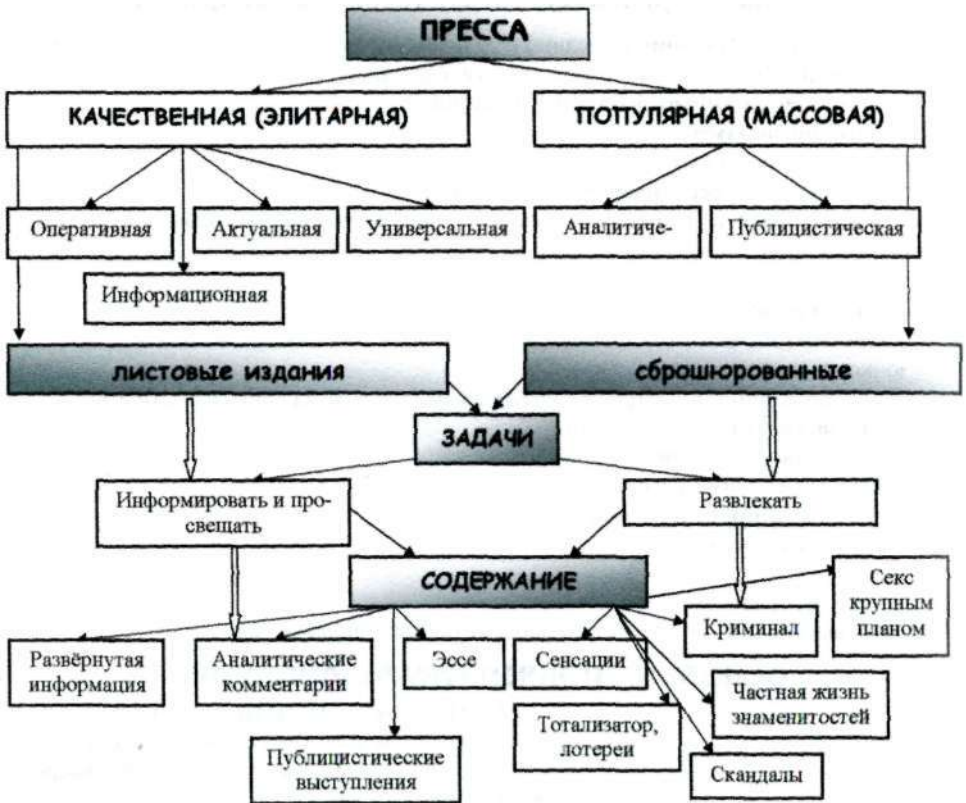 ПРЕССА
КАЧЕСТВЕННАЯ (ЭЛИТАРНАЯ)
ПОПУЛЯРНАЯ (МАССОВАЯ)
Оперативная
Актуальная
Универсальная
Аналитиче-
Публицистическая
Информационная
листовые издания
сброшюрованные
ЗАДАЧИ
Информировать и про-
свещать
Развлекать
СОДЕРЖАНИЕ
Секс
крупным
планом
Развёрнутая
информация
Аналитические
комментарии
Эссе
Сенсации
Криминал
Частная жизнь
знаменитостей
Тотализатор,
лотереи
Публицистические
выступления
Скандалы